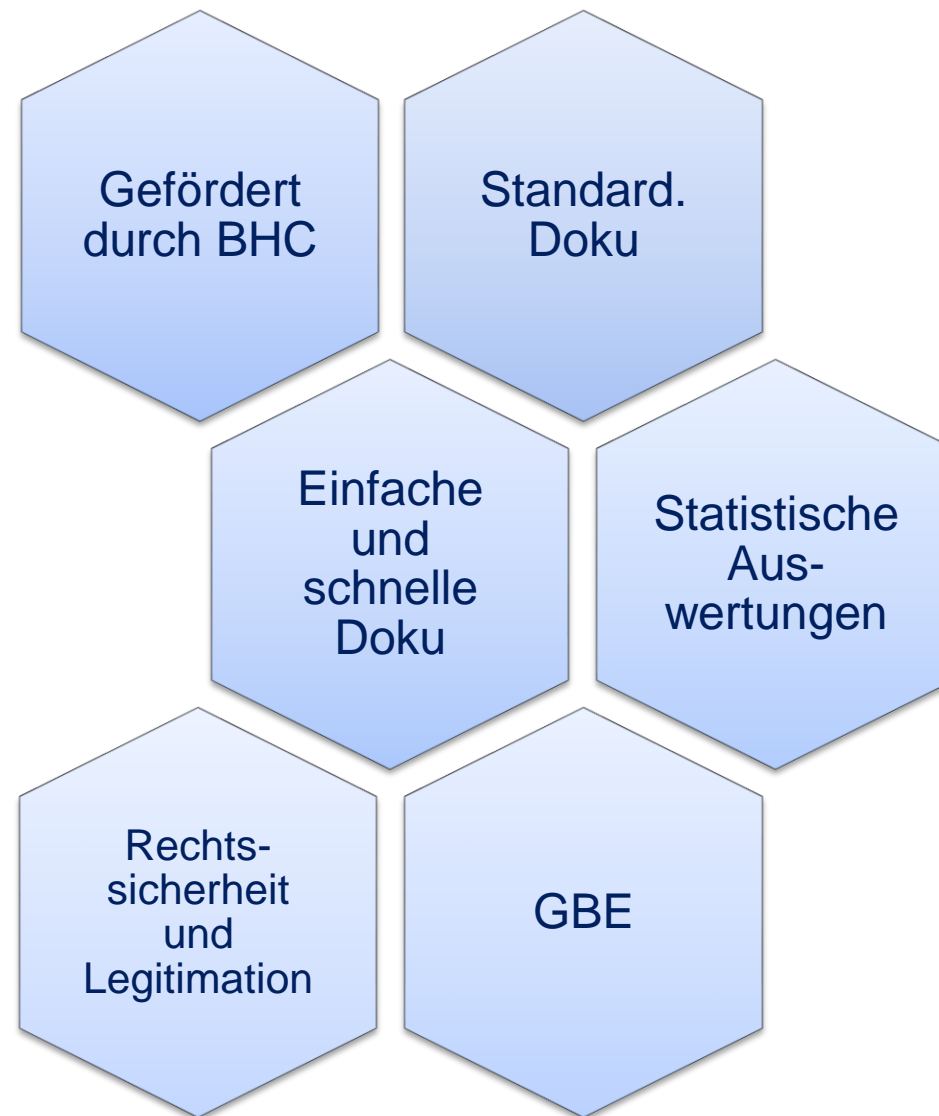 Gefördert
durch BHC
Standard.
Doku
Einfache
und
schnelle
Doku
Statistische
Aus-
wertungen
Rechts-
sicherheit
und
Legitimation
GBE